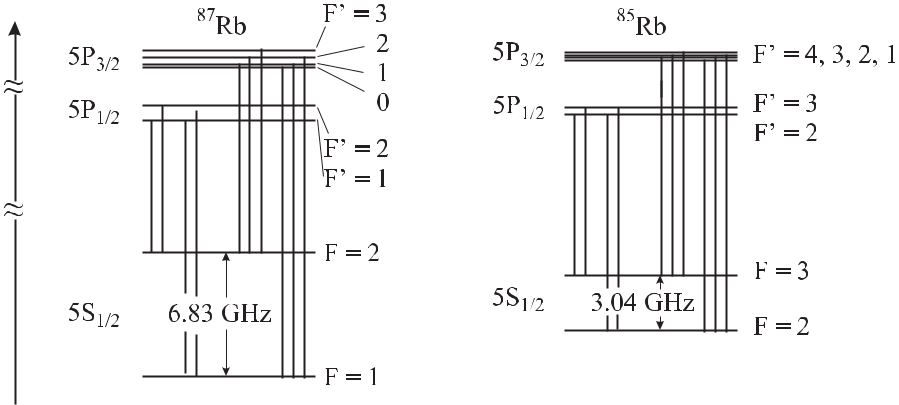 ⁸⁷Rb
F' = 3
2
1
0
5P3/2
5P1/2
F' = 2
F' = 1
F = 2
5S1/2
6.83 GHz
F = 1
⁸⁵Rb
5P3/2
F' = 4, 3, 2, 1
5P1/2
F' = 3
F' = 2
F = 3
5S1/2
3.04 GHz
F = 2